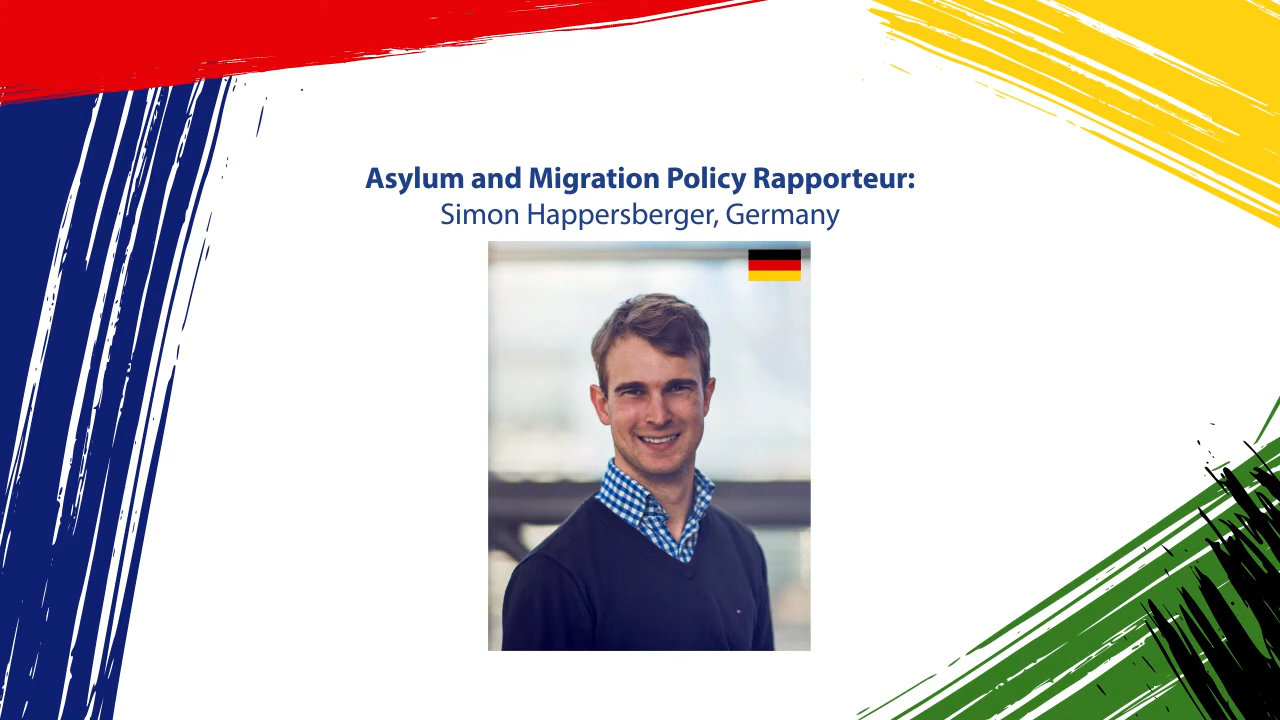 Asylum and Migration Policy Rapporteur:
Simon Happersberger, Germany